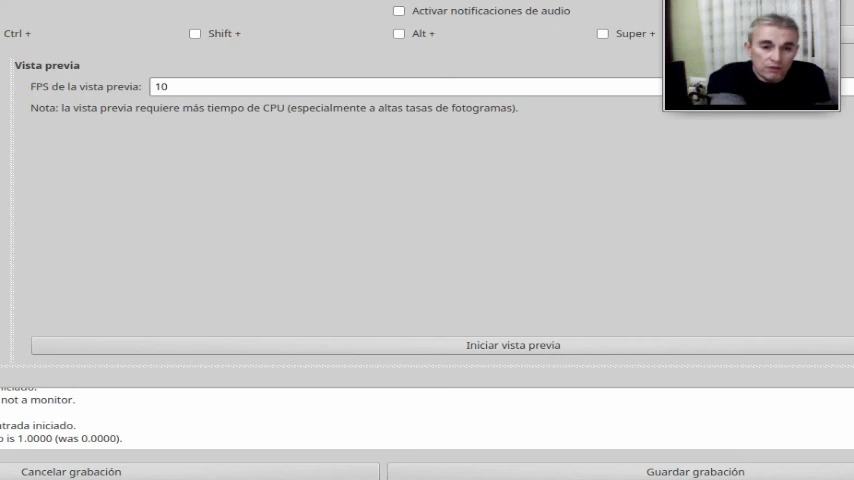 Activar notificaciones de audio
Ctrl +
Shift +
Alt +
Super +
Vista previa
FPS de la vista previa: 10
Nota: la vista previa requiere más tiempo de CPU (especialmente a altas tasas de fotogramas).
Iniciar vista previa
not a monitor.
ntrada iniciado.
o is 1.0000 (was 0.0000).
Cancelar grabación
Guardar grabación